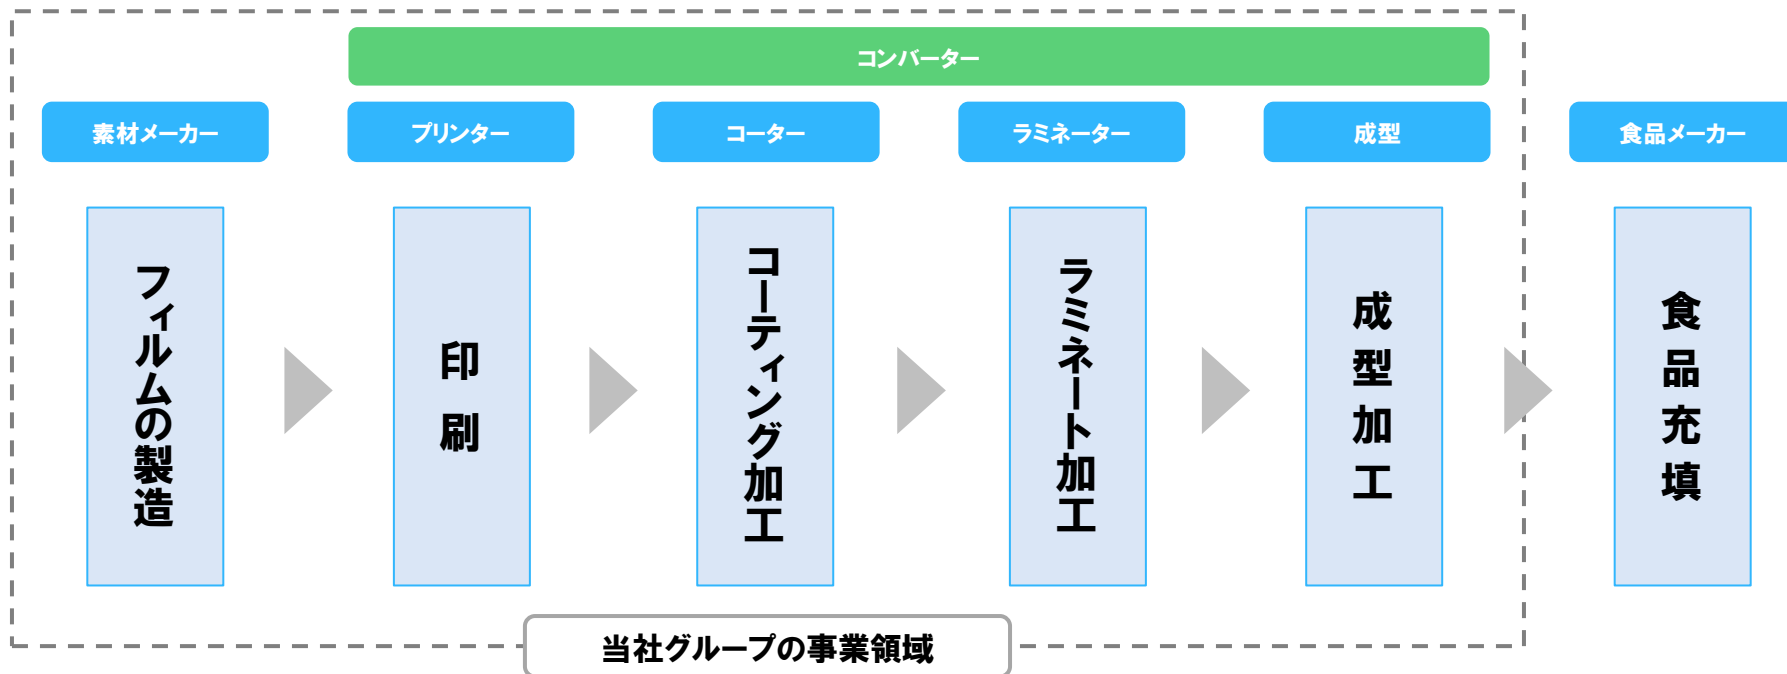 コンバーター
素材メーカー
プリンター
コーター
ラミネーター
成型
食品メーカー
フィルムの製造
印刷
コーティング加工
ラミネート加工
成型加工
食品充填
当社グループの事業領域